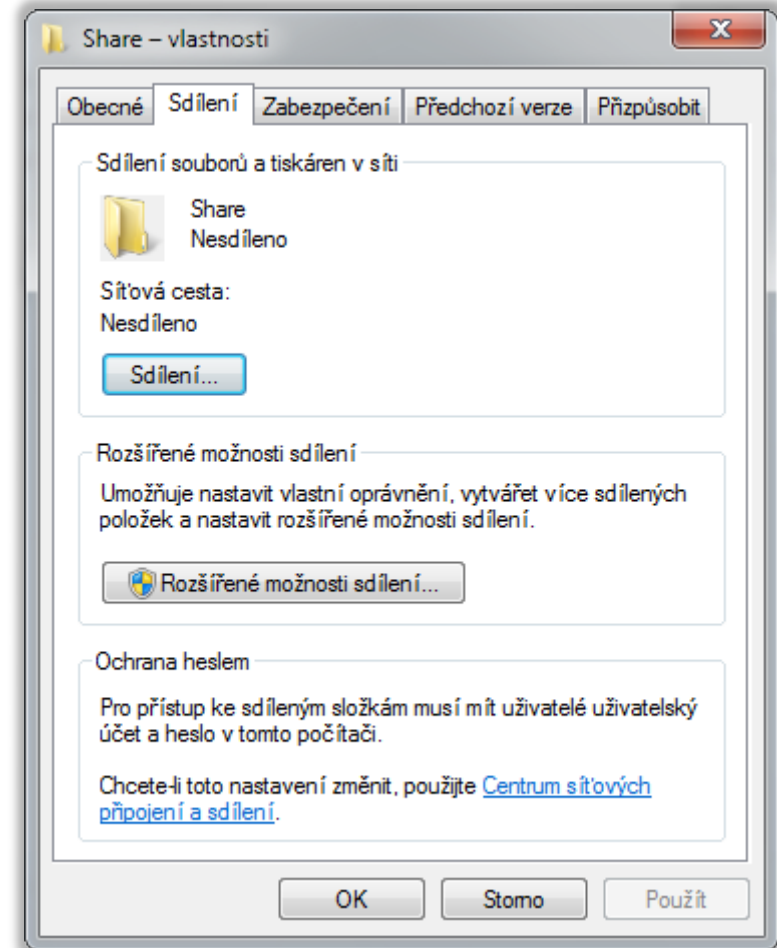 Share – vlastnosti
Obecné Sdílení Zabezpečení Předchozí verze Přizpůsobit
Sdílení souborů a tiskáren v síti
Share
Nesdíleno
Síťová cesta:
Nesdíleno
Sdílení...
Rozšířené možnosti sdílení
Umožňuje nastavit vlastní oprávnění, vytvářet více sdílených
položek a nastavit rozšířené možnosti sdílení.
Rozšířené možnosti sdílení...
Ochrana heslem
Pro přístup ke sdíleným složkám musí mít uživatelé uživatelský
účet a heslo v tomto počítači.
Chcete-li toto nastavení změnit, použijte Centrum síťových
připojení a sdílení.
OK Storno Použít